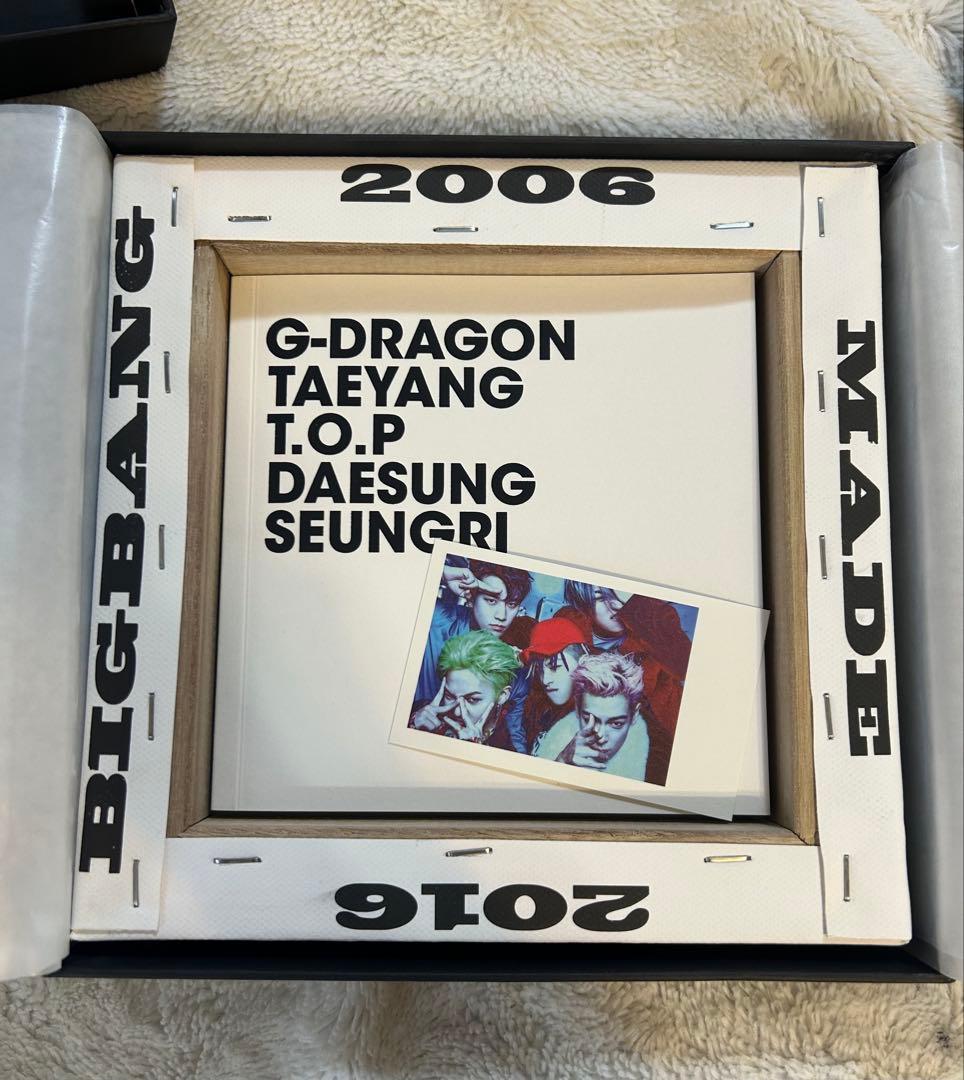 2006
BIGBANG
MADE
G-DRAGON
TAEYANG
T.O.P
DAESUNG
SEUNGRI
2016